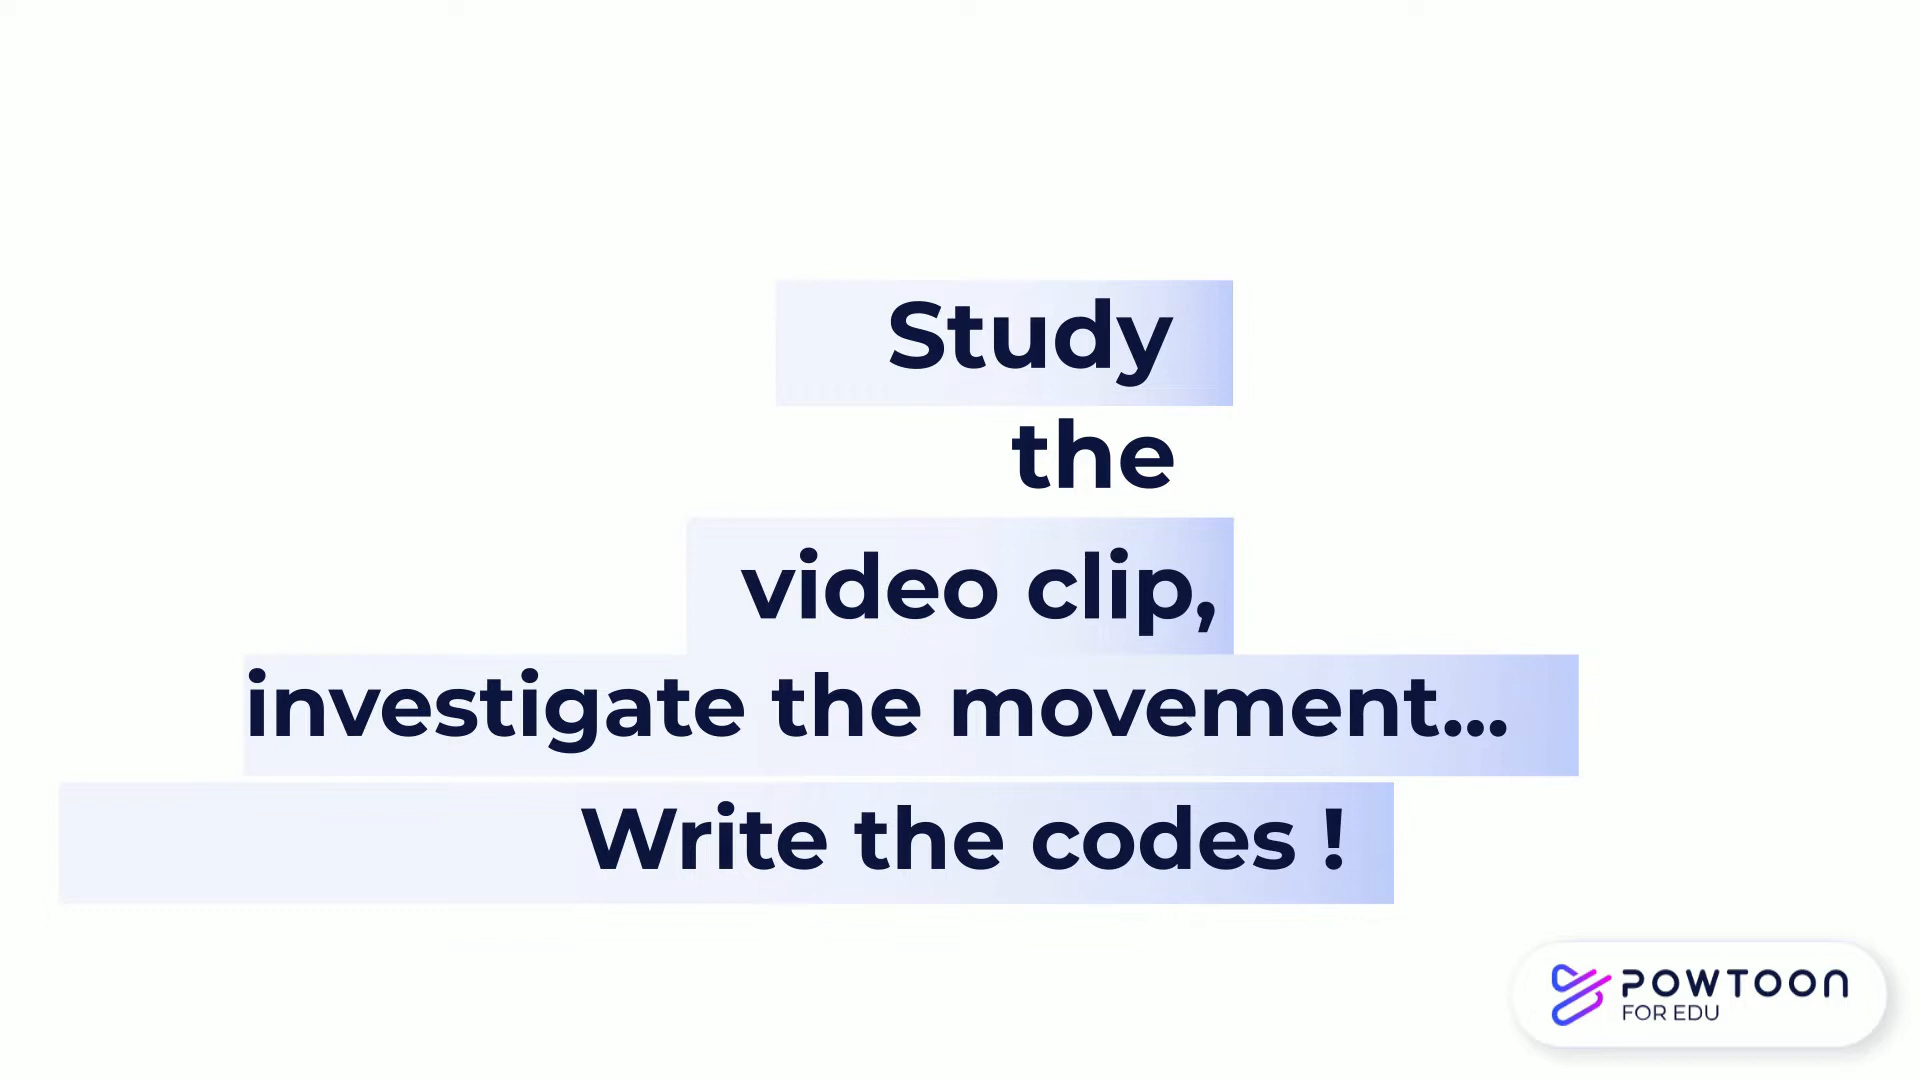 Study
the
video clip,
investigate the movement...
Write the codes !
POWTOON
FOR EDU